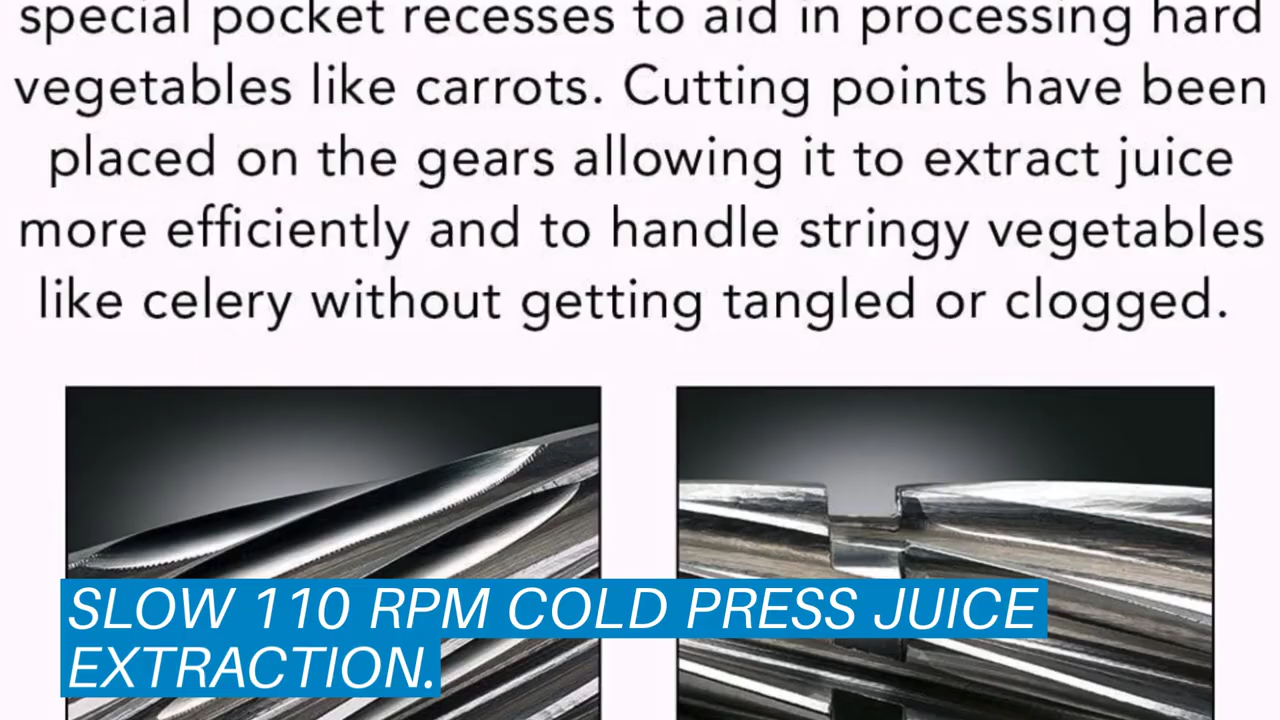 special pocket recesses to aid in processing hard
vegetables like carrots. Cutting points have been
placed on the gears allowing it to extract juice
more efficiently and to handle stringy vegetables
like celery without getting tangled or clogged.
SLOW 110 RPM COLD PRESS JUICE
EXTRACTION.